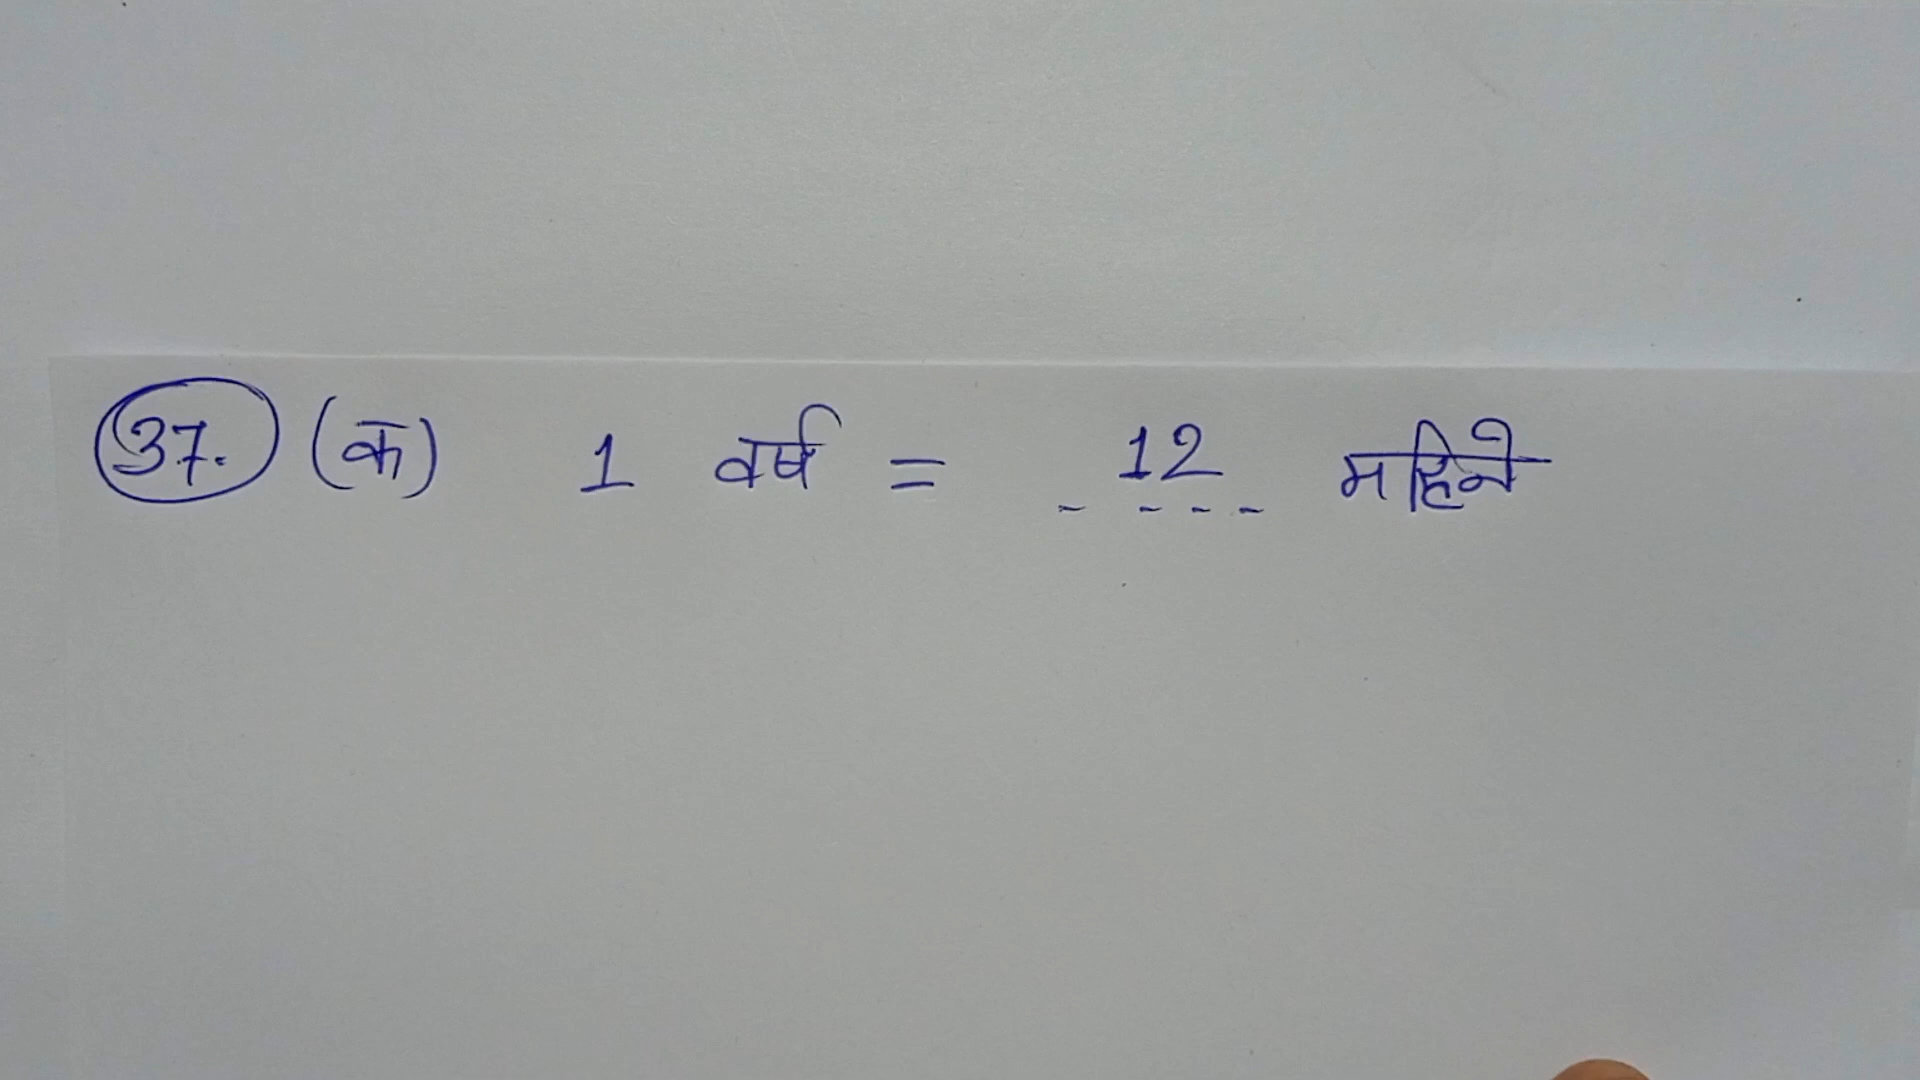 37. (क) 1 वर्ष = 12 महिने